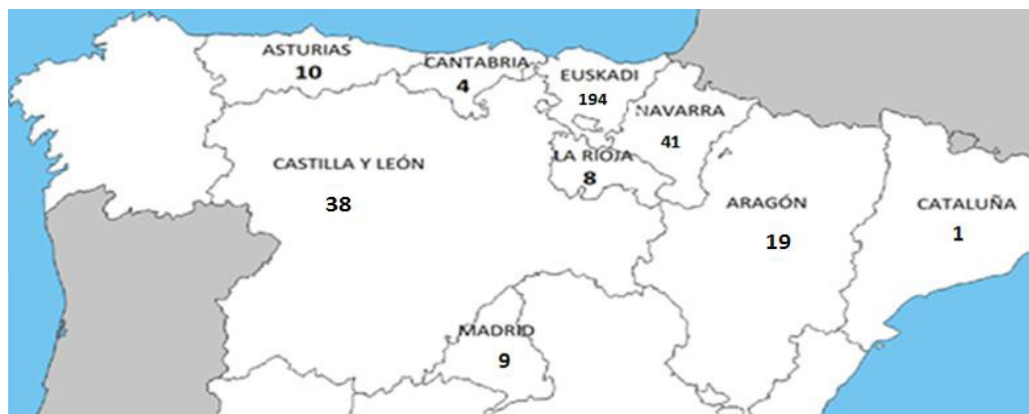 ASTURIAS
10
CANTABRIA
4
EUSKADI
194
NAVARRA
41
LA RIOJA
8
CASTILLA Y LEÓN
38
ARAGÓN
19
CATALUÑA
1
MADRID
9